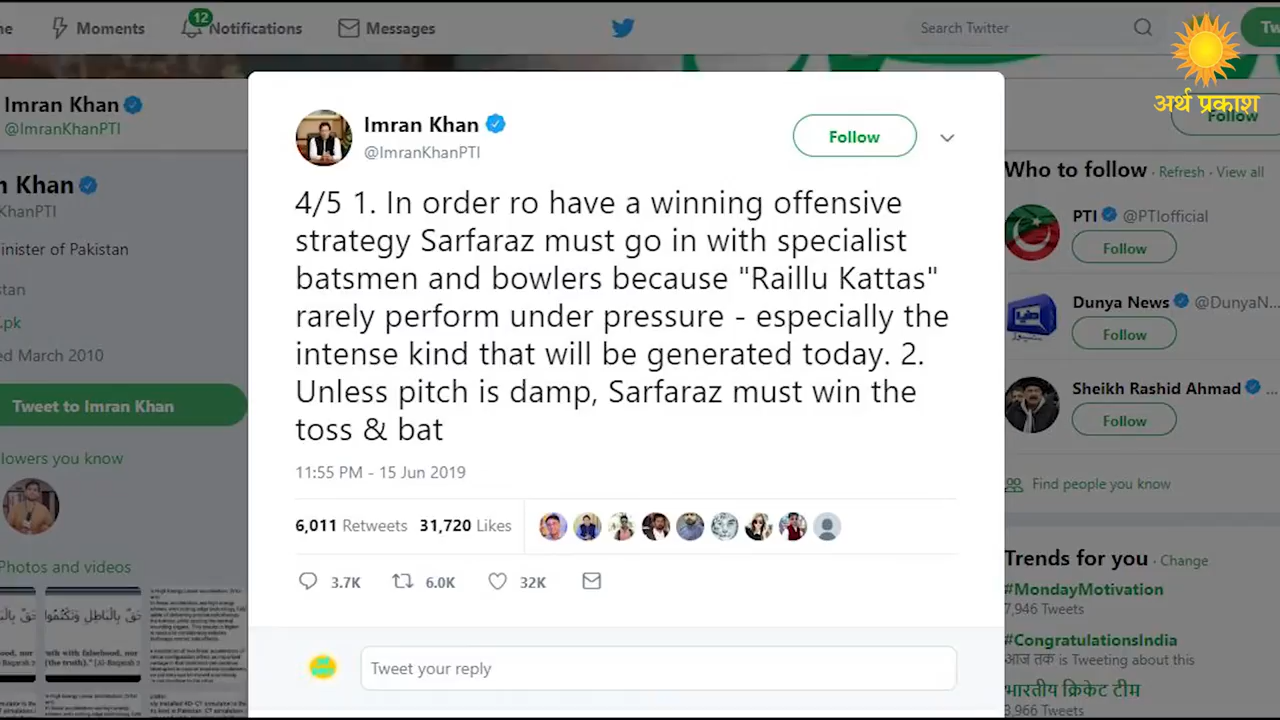 ne
Moments
12
Notifications
Messages
Search Twitter
Tw
अर्थ प्रकाश
Imran Khan
@ImranKhanPTI
Follow
n Khan
KhanPTI
inister of Pakistan
stan
.pk
ed March 2010
Tweet to Imran Khan
llowers you know
Photos and videos
Imran Khan
@ImranKhanPTI
Follow
4/5 1. In order ro have a winning offensive
strategy Sarfaraz must go in with specialist
batsmen and bowlers because "Raillu Kattas"
rarely perform under pressure - especially the
intense kind that will be generated today. 2.
Unless pitch is damp, Sarfaraz must win the
toss & bat
11:55 PM - 15 Jun 2019
6,011 Retweets 31,720 Likes
3.7K 6.0K 32K
Tweet your reply
Who to follow · Refresh · View all
PTI @PTIofficial
Follow
Dunya News @DunyaN...
Follow
Sheikh Rashid Ahmad ...
Follow
Find people you know
Trends for you · Change
#MondayMotivation
7,946 Tweets
#CongratulationsIndia
आज तक is Tweeting about this
भारतीय क्रिकेट टीम
3,966 Tweets